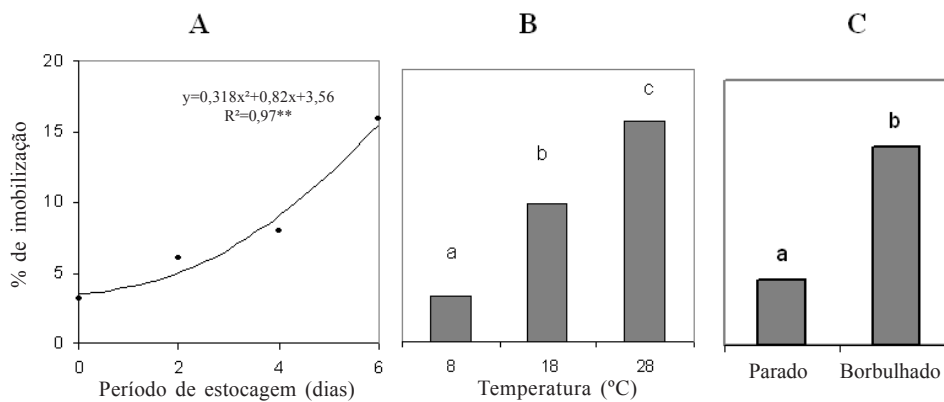 A
B
C
20
15
10
5
0
% de imobilização
y=0,318x²+0,82x+3,56
R²=0,97**
0
2
4
6
Período de estocagem (dias)
a
b
c
8
18
28
Temperatura (ºC)
a
b
Parado
Borbulhado